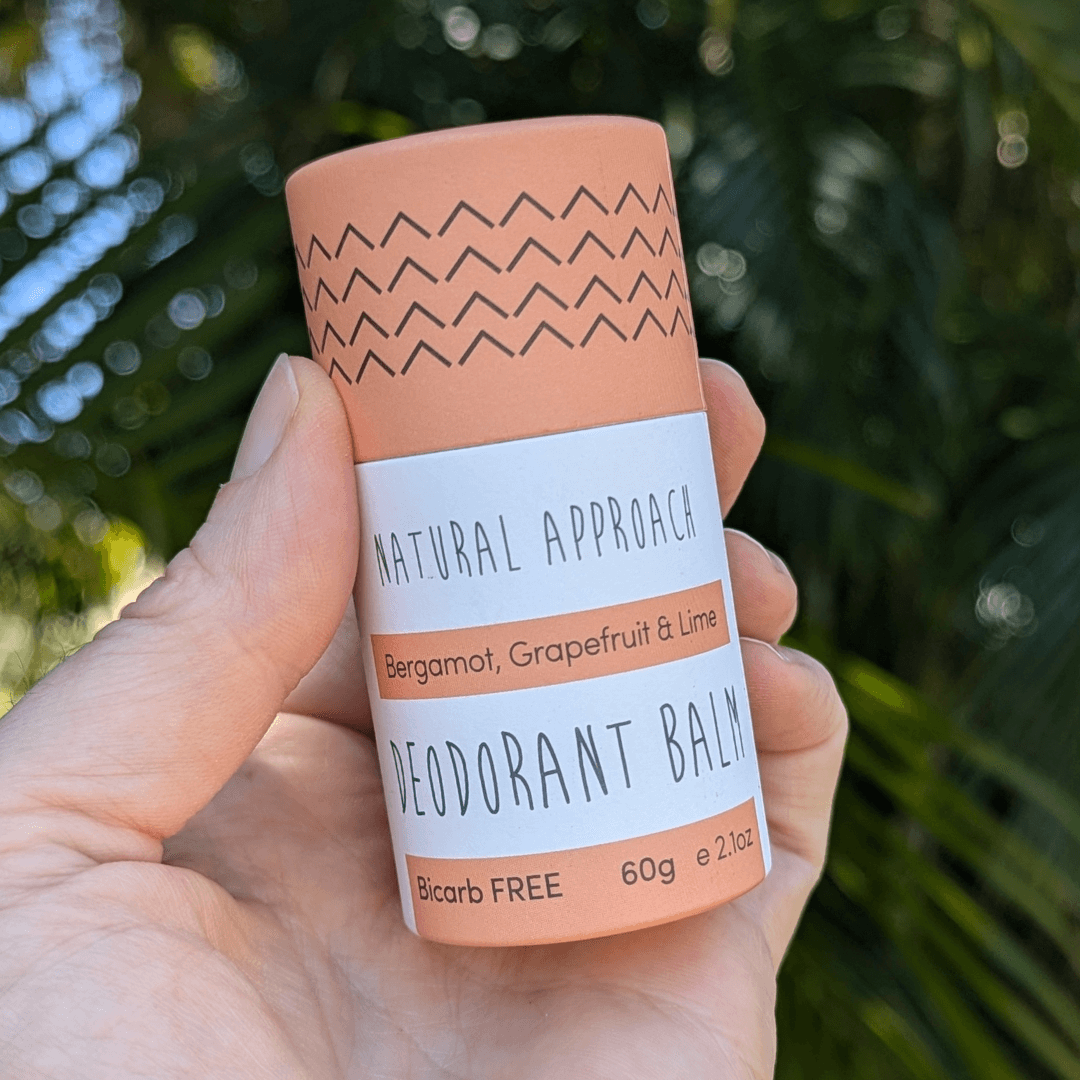 NATURAL APPROACH
Bergamot, Grapefruit & Lime
DEODORANT BALM
Bicarb FREE 60g e 2.1oz